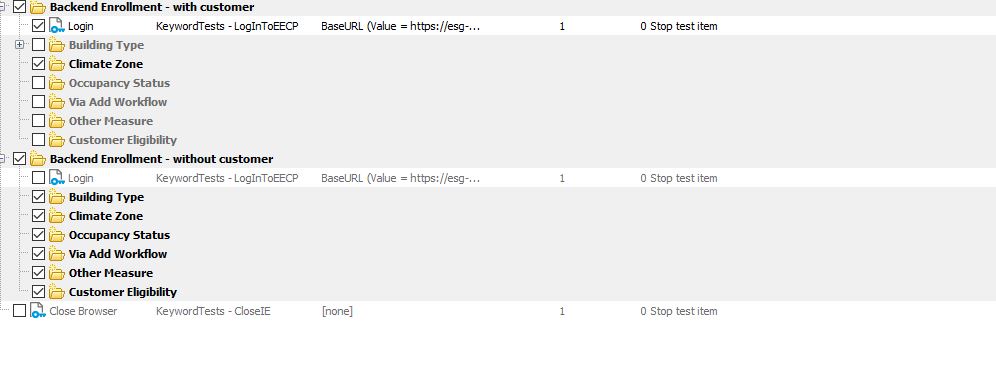 Backend Enrollment - with customer
Login KeywordTests - LogInToEECP BaseURL (Value = https://esg-... 1 0 Stop test item
Building Type
Climate Zone
Occupancy Status
Via Add Workflow
Other Measure
Customer Eligibility
Backend Enrollment - without customer
Login KeywordTests - LogInToEECP BaseURL (Value = https://esg-... 1 0 Stop test item
Building Type
Climate Zone
Occupancy Status
Via Add Workflow
Other Measure
Customer Eligibility
Close Browser KeywordTests - CloseIE [none] 1 0 Stop test item